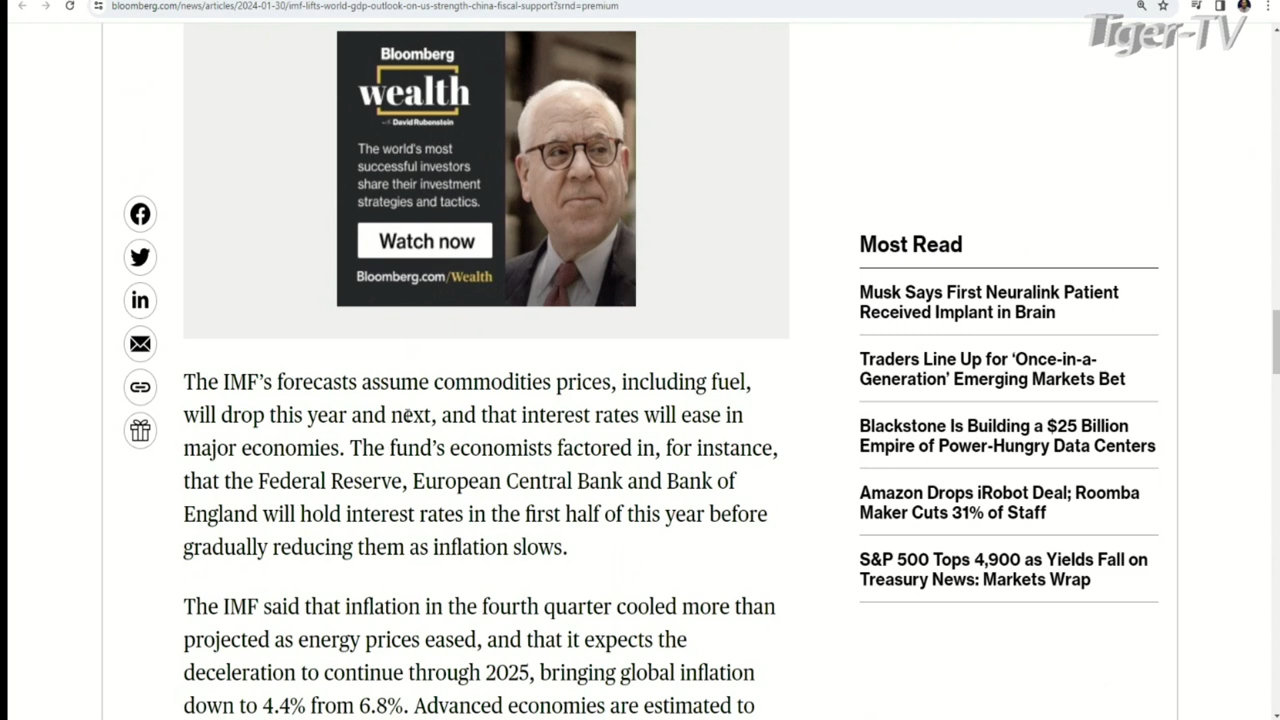 bloomberg.com/news/articles/2024-01-30/imf-lifts-world-gdp-outlook-on-us-strength-china-fiscal-support?srnd=premium
Tiger-TV
Bloomberg
wealth
with David Rubenstein
The world's most
successful investors
share their investment
strategies and tactics.
Watch now
Bloomberg.com/Wealth
The IMF's forecasts assume commodities prices, including fuel,
will drop this year and next, and that interest rates will ease in
major economies. The fund's economists factored in, for instance,
that the Federal Reserve, European Central Bank and Bank of
England will hold interest rates in the first half of this year before
gradually reducing them as inflation slows.
The IMF said that inflation in the fourth quarter cooled more than
projected as energy prices eased, and that it expects the
deceleration to continue through 2025, bringing global inflation
down to 4.4% from 6.8%. Advanced economies are estimated to
Most Read
Musk Says First Neuralink Patient
Received Implant in Brain
Traders Line Up for ‘Once-in-a-
Generation’ Emerging Markets Bet
Blackstone Is Building a $25 Billion
Empire of Power-Hungry Data Centers
Amazon Drops iRobot Deal; Roomba
Maker Cuts 31% of Staff
S&P 500 Tops 4,900 as Yields Fall on
Treasury News: Markets Wrap